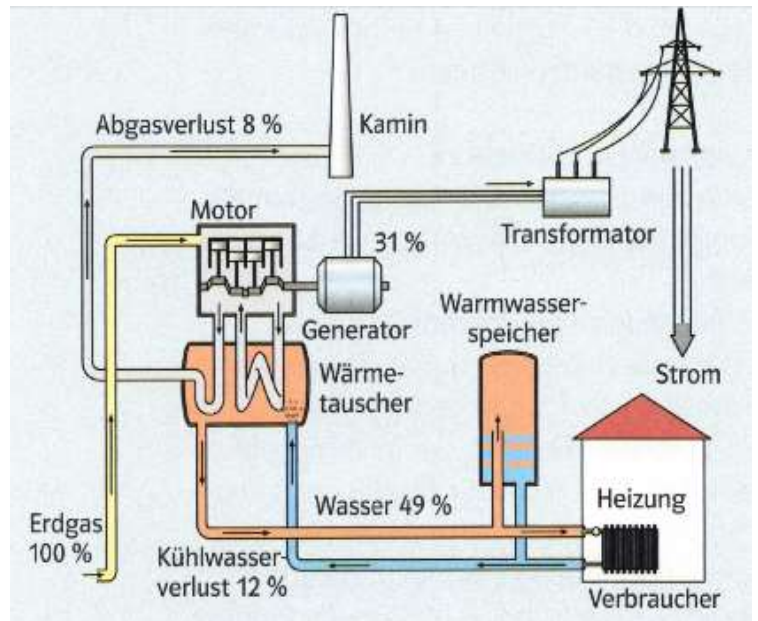 Abgasverlust 8 %
Kamin
Motor
31 %
Transformator
Generator
Warmwasser-
speicher
Wärme-
tauscher
Strom
Wasser 49 %
Heizung
Erdgas
100 %
Kühlwasser-
verlust 12 %
Verbraucher